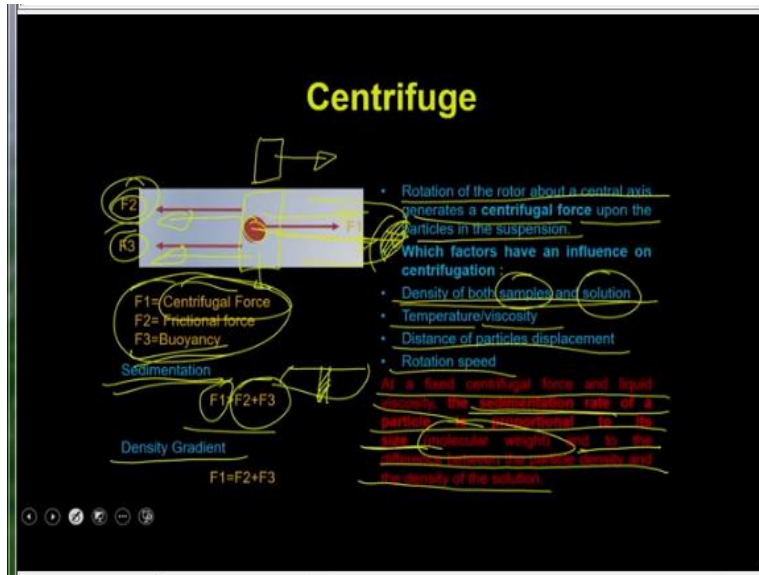 Centrifuge
F2
F1
F3
F1= Centrifugal Force
F2= Frictional force
F3=Buoyancy
Sedimentation
F1 F2+F3
Density Gradient
F1=F2+F3
• Rotation of the rotor about a central axis
generates a centrifugal force upon the
particles in the suspension.
Which factors have an influence on
centrifugation :
• Density of both samples and solution
• Temperature/viscosity
• Distance of particles displacement
• Rotation speed
At a fixed centrifugal force and liquid
viscosity, the sedimentation rate of a
particle is proportional to its
size (molecular weight) and to the
difference between the particle density and
the density of the solution.